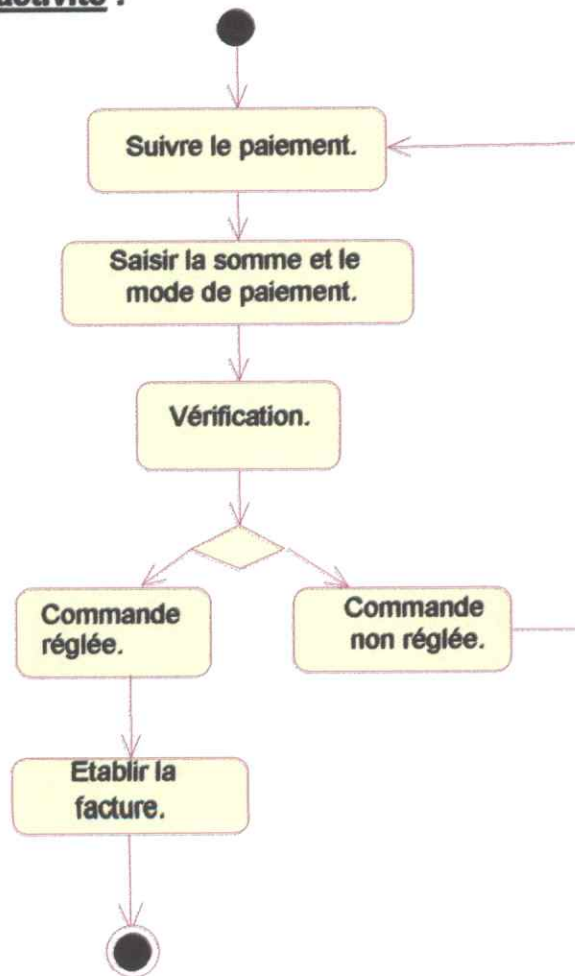 activité :
Suivre le paiement.
Saisir la somme et le
mode de paiement.
Vérification.
Commande
réglée.
Commande
non réglée.
Etablir la
facture.